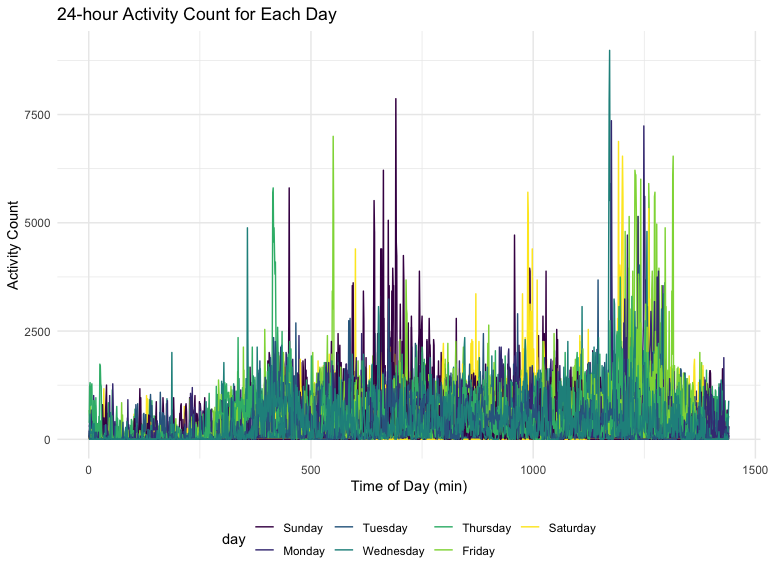 24-hour Activity Count for Each Day
Activity Count
7500
5000
2500
0
0 500 1000 1500
Time of Day (min)
day
Sunday Tuesday Thursday Saturday
Monday Wednesday Friday